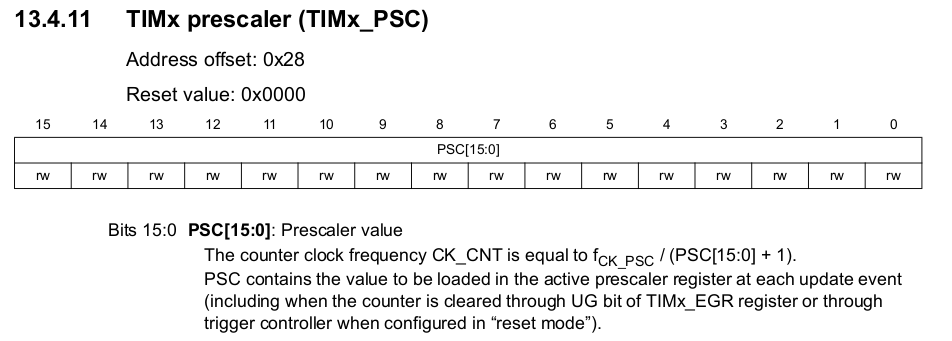 13.4.11 TIMx prescaler (TIMx_PSC)
Address offset: 0x28
Reset value: 0x0000
15 14 13 12 11 10 9 8 7 6 5 4 3 2 1 0
PSC[15:0]
rw rw rw rw rw rw rw rw rw rw rw rw rw rw rw rw
Bits 15:0 PSC[15:0]: Prescaler value
The counter clock frequency CK_CNT is equal to fCK_PSC / (PSC[15:0] + 1).
PSC contains the value to be loaded in the active prescaler register at each update event
(including when the counter is cleared through UG bit of TIMx_EGR register or through
trigger controller when configured in “reset mode”).